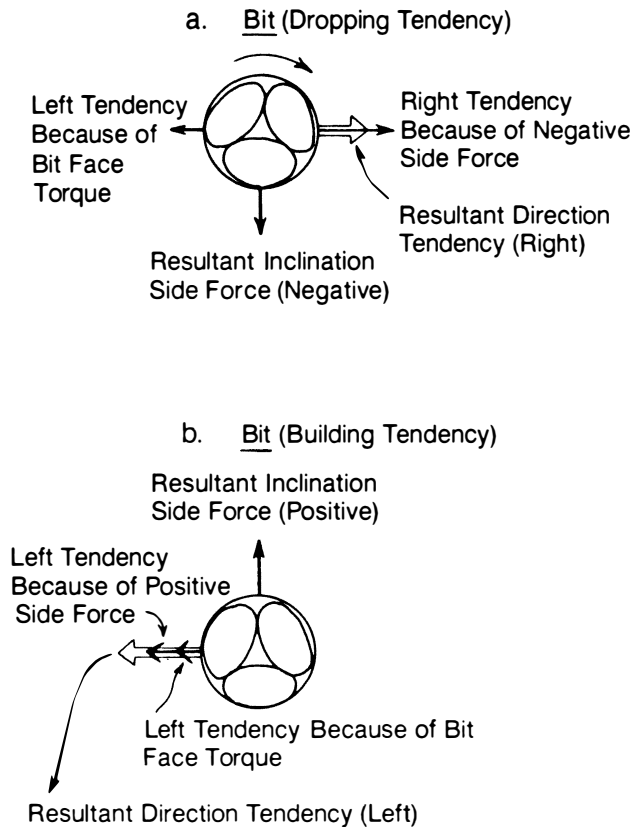 a. Bit (Dropping Tendency)
Left Tendency
Because of
Bit Face
Torque
Right Tendency
Because of Negative
Side Force
Resultant Direction
Tendency (Right)
Resultant Inclination
Side Force (Negative)
b. Bit (Building Tendency)
Resultant Inclination
Side Force (Positive)
Left Tendency
Because of Positive
Side Force
Left Tendency Because of Bit
Face Torque
Resultant Direction Tendency (Left)